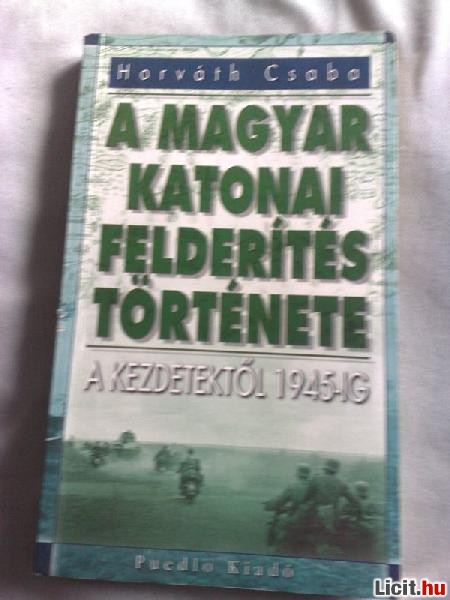 Horváth Csaba
A MAGYAR
KATONAI
FELDERÍTÉS
TÖRTÉNETE
A KEZDETEKTŐL 1945-IG
Puedlo Kiadó
Licit.hu